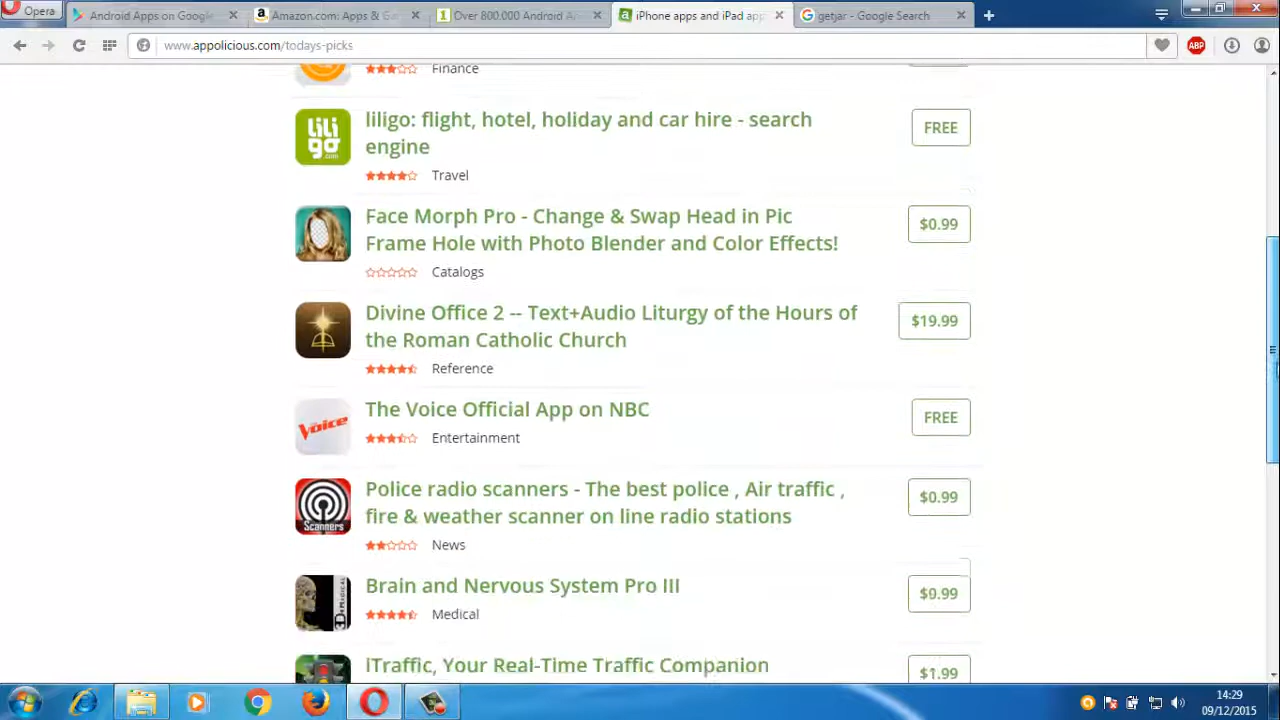 Opera
Android Apps on Google
Amazon.com: Apps & Ga
Over 800.000 Android A
iPhone apps and iPad app
getjar - Google Search
www.appolicious.com/todays-picks
ABP
Finance
liligo: flight, hotel, holiday and car hire - search
engine
FREE
lili
go.com
Travel
Face Morph Pro - Change & Swap Head in Pic
Frame Hole with Photo Blender and Color Effects!
$0.99
Catalogs
Divine Office 2 -- Text+Audio Liturgy of the Hours of
the Roman Catholic Church
$19.99
Reference
The Voice Official App on NBC
FREE
the Voice
Entertainment
Police radio scanners - The best police , Air traffic ,
fire & weather scanner on line radio stations
$0.99
Scanners
News
Brain and Nervous System Pro III
$0.99
3D4Medical
Medical
iTraffic, Your Real-Time Traffic Companion
$1.99
14:29
09/12/2015